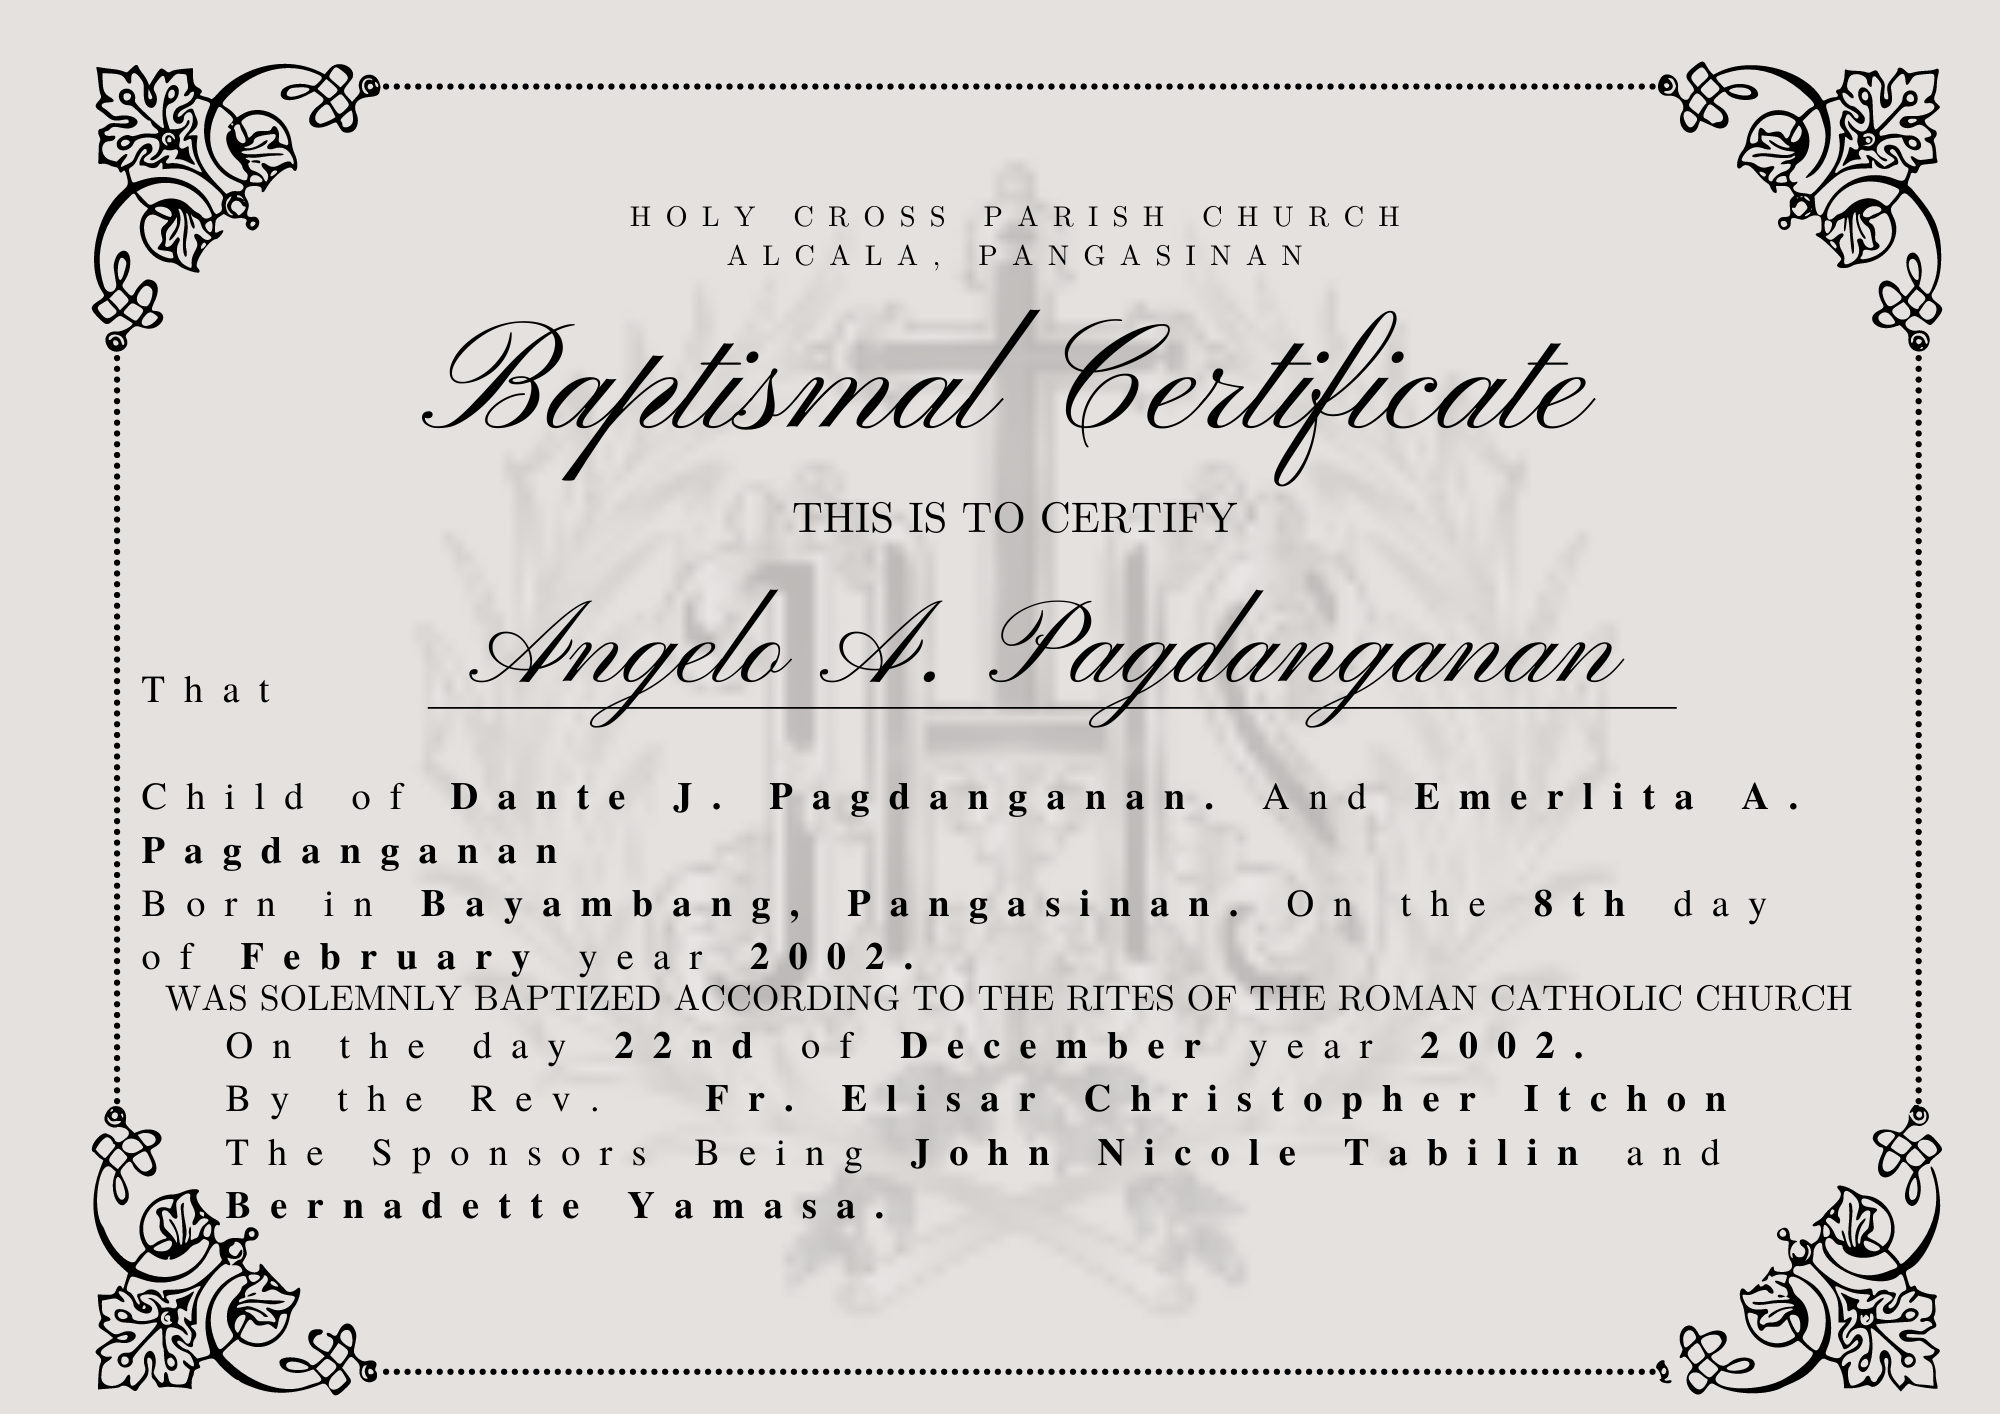 HOLY CROSS PARISH CHURCH
ALCALA, PANGASINAN
Baptismal Certificate
THIS IS TO CERTIFY
That Angelo A. Pagdanganan
Child of Dante J. Pagdanganan. And Emerlita A.
Pagdanganan
Born in Bayambang, Pangasinan. On the 8th day
of February year 2002.
WAS SOLEMNLY BAPTIZED ACCORDING TO THE RITES OF THE ROMAN CATHOLIC CHURCH
On the day 22nd of December year 2002.
By the Rev. Fr. Elisar Christopher Itchon
The Sponsors Being John Nicole Tabilin and
Bernadette Yamasa.
JHS